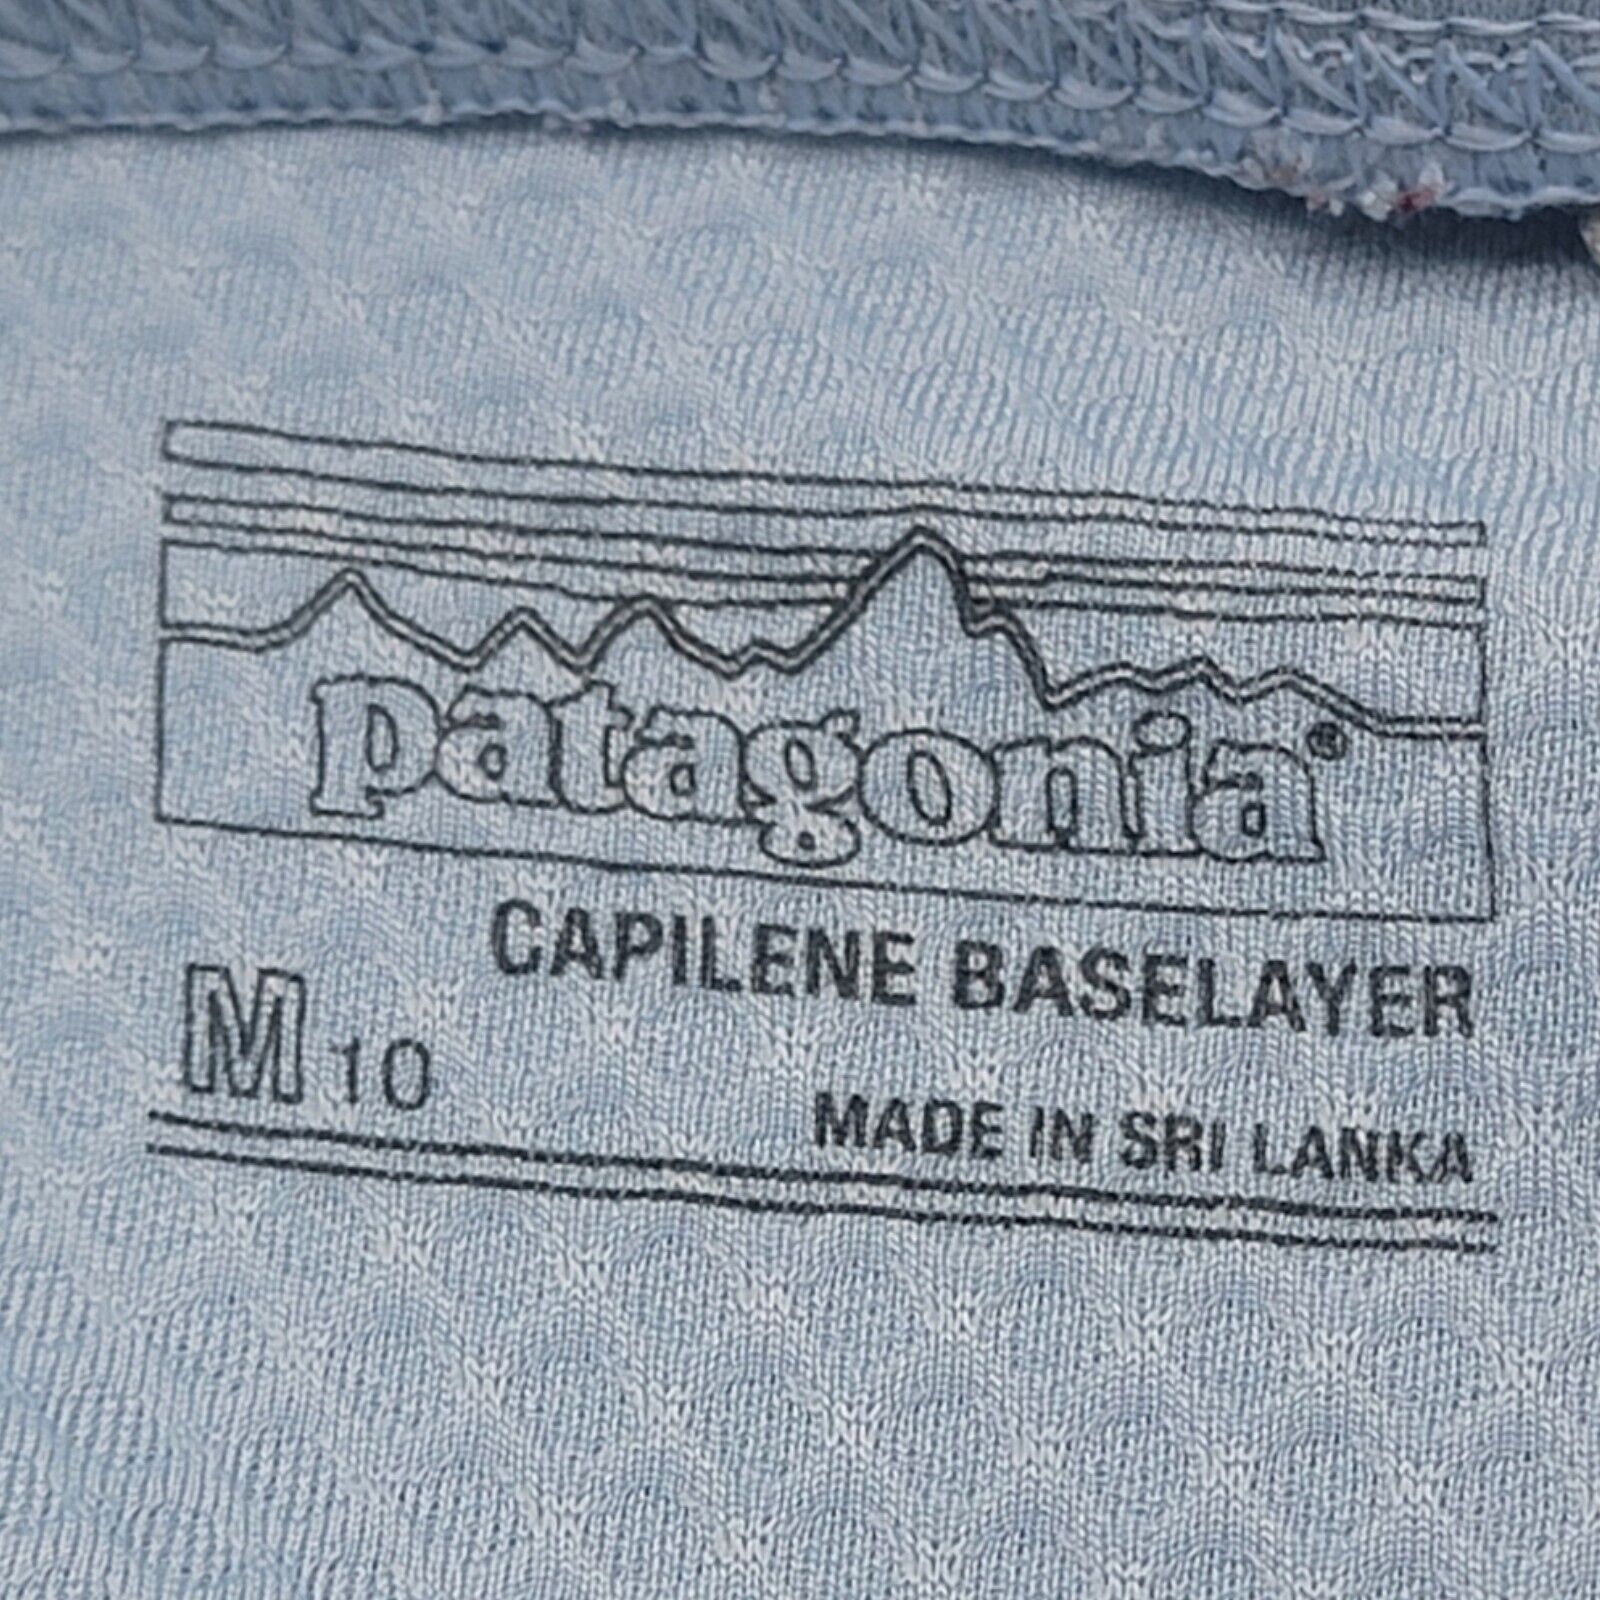 patagonia®
CAPILENE BASELAYER
M 10
MADE IN SRI LANKA